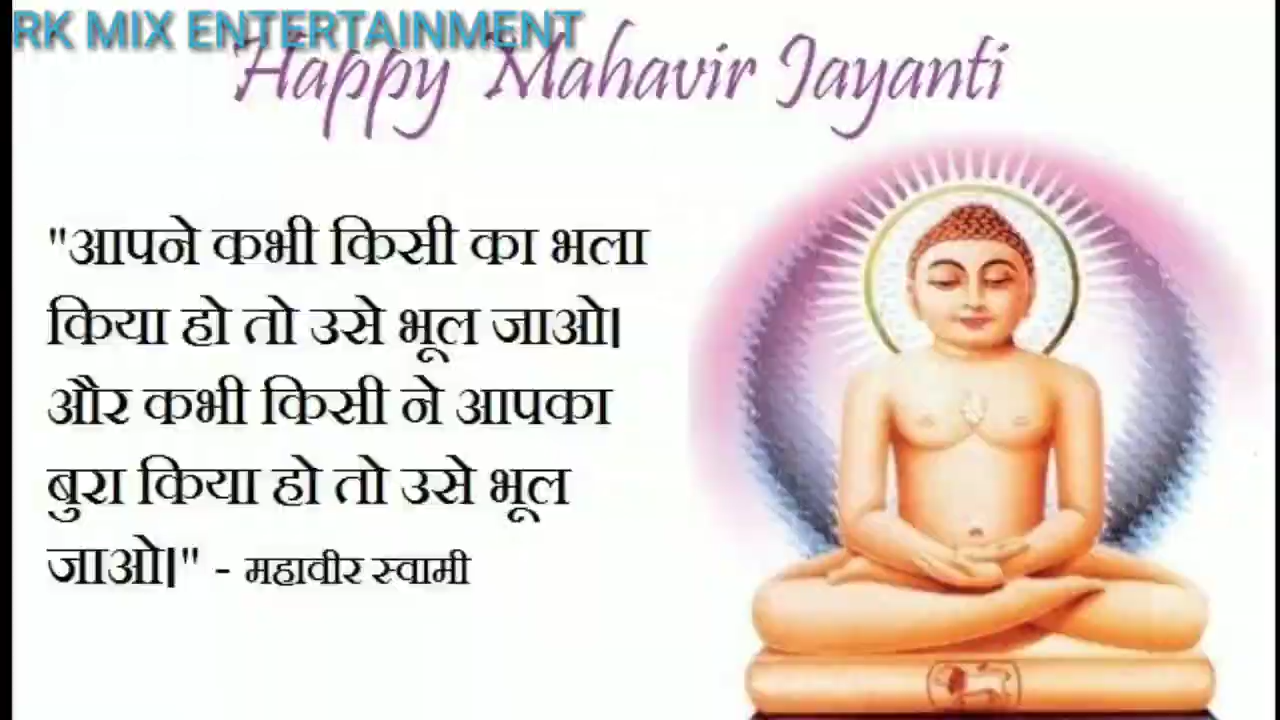 RK MIX ENTERTAINMENT
Happy Mahavir Jayanti
"आपने कभी किसी का भला
किया हो तो उसे भूल जाओ।
और कभी किसी ने आपका
बुरा किया हो तो उसे भूल
जाओ।" - महावीर स्वामी